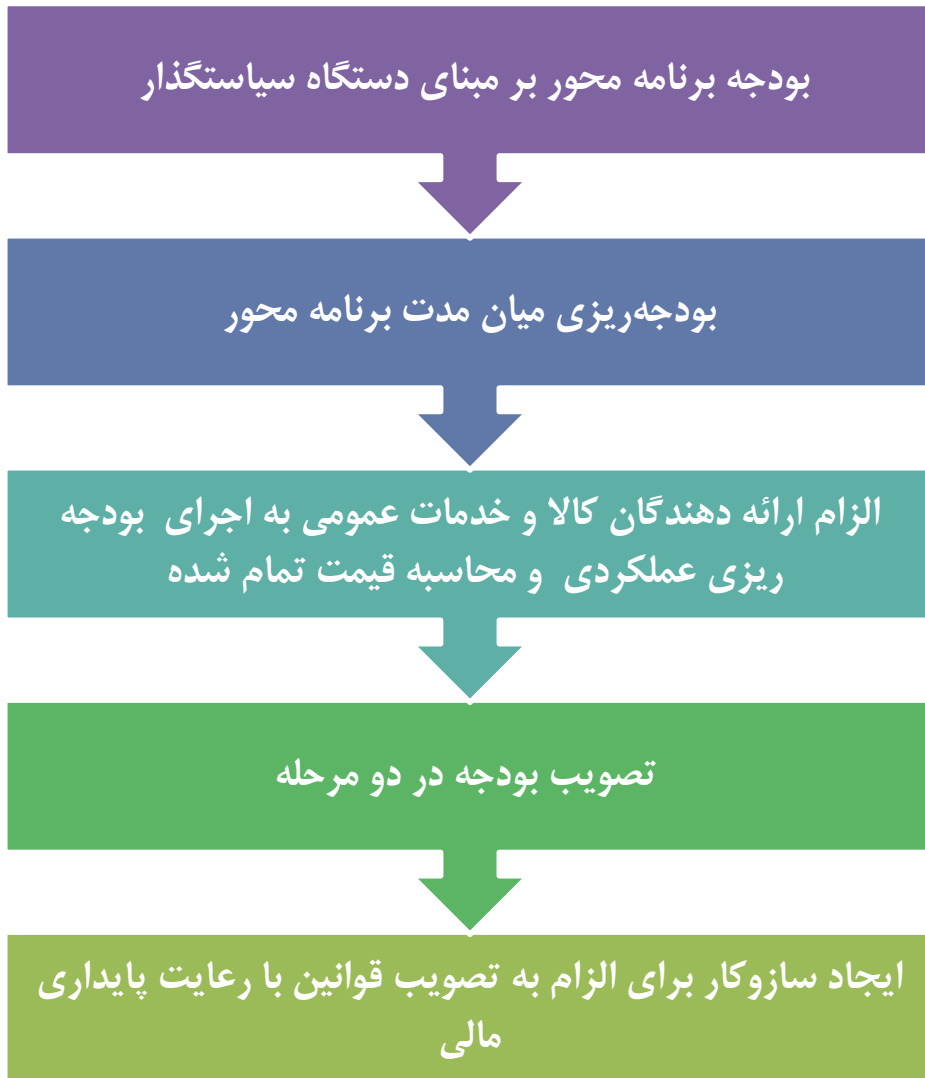 بودجه برنامه محور بر مبنای دستگاه سیاستگذار
بودجه‌ریزی میان مدت برنامه محور
الزام ارائه دهندگان کالا و خدمات عمومی به اجرای بودجه
ریزی عملکردی و محاسبه قیمت تمام شده
تصویب بودجه در دو مرحله
ایجاد سازوکار برای الزام به تصویب قوانین با رعایت پایداری
مالی